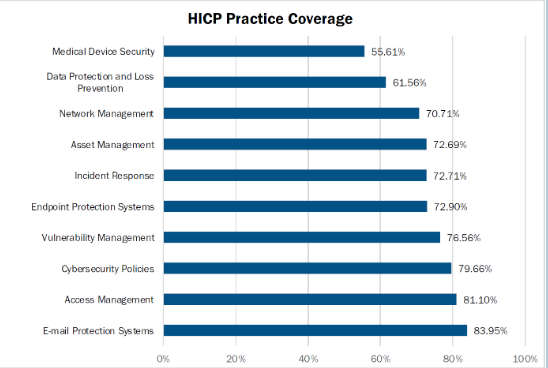 HICP Practice Coverage
Medical Device Security
55.61%
Data Protection and Loss
Prevention
61.56%
Network Management
70.71%
Asset Management
72.69%
Incident Response
72.71%
Endpoint Protection Systems
72.90%
Vulnerability Management
76.56%
Cybersecurity Policies
79.66%
Access Management
81.10%
E-mail Protection Systems
83.95%
0%
20%
40%
60%
80%
100%